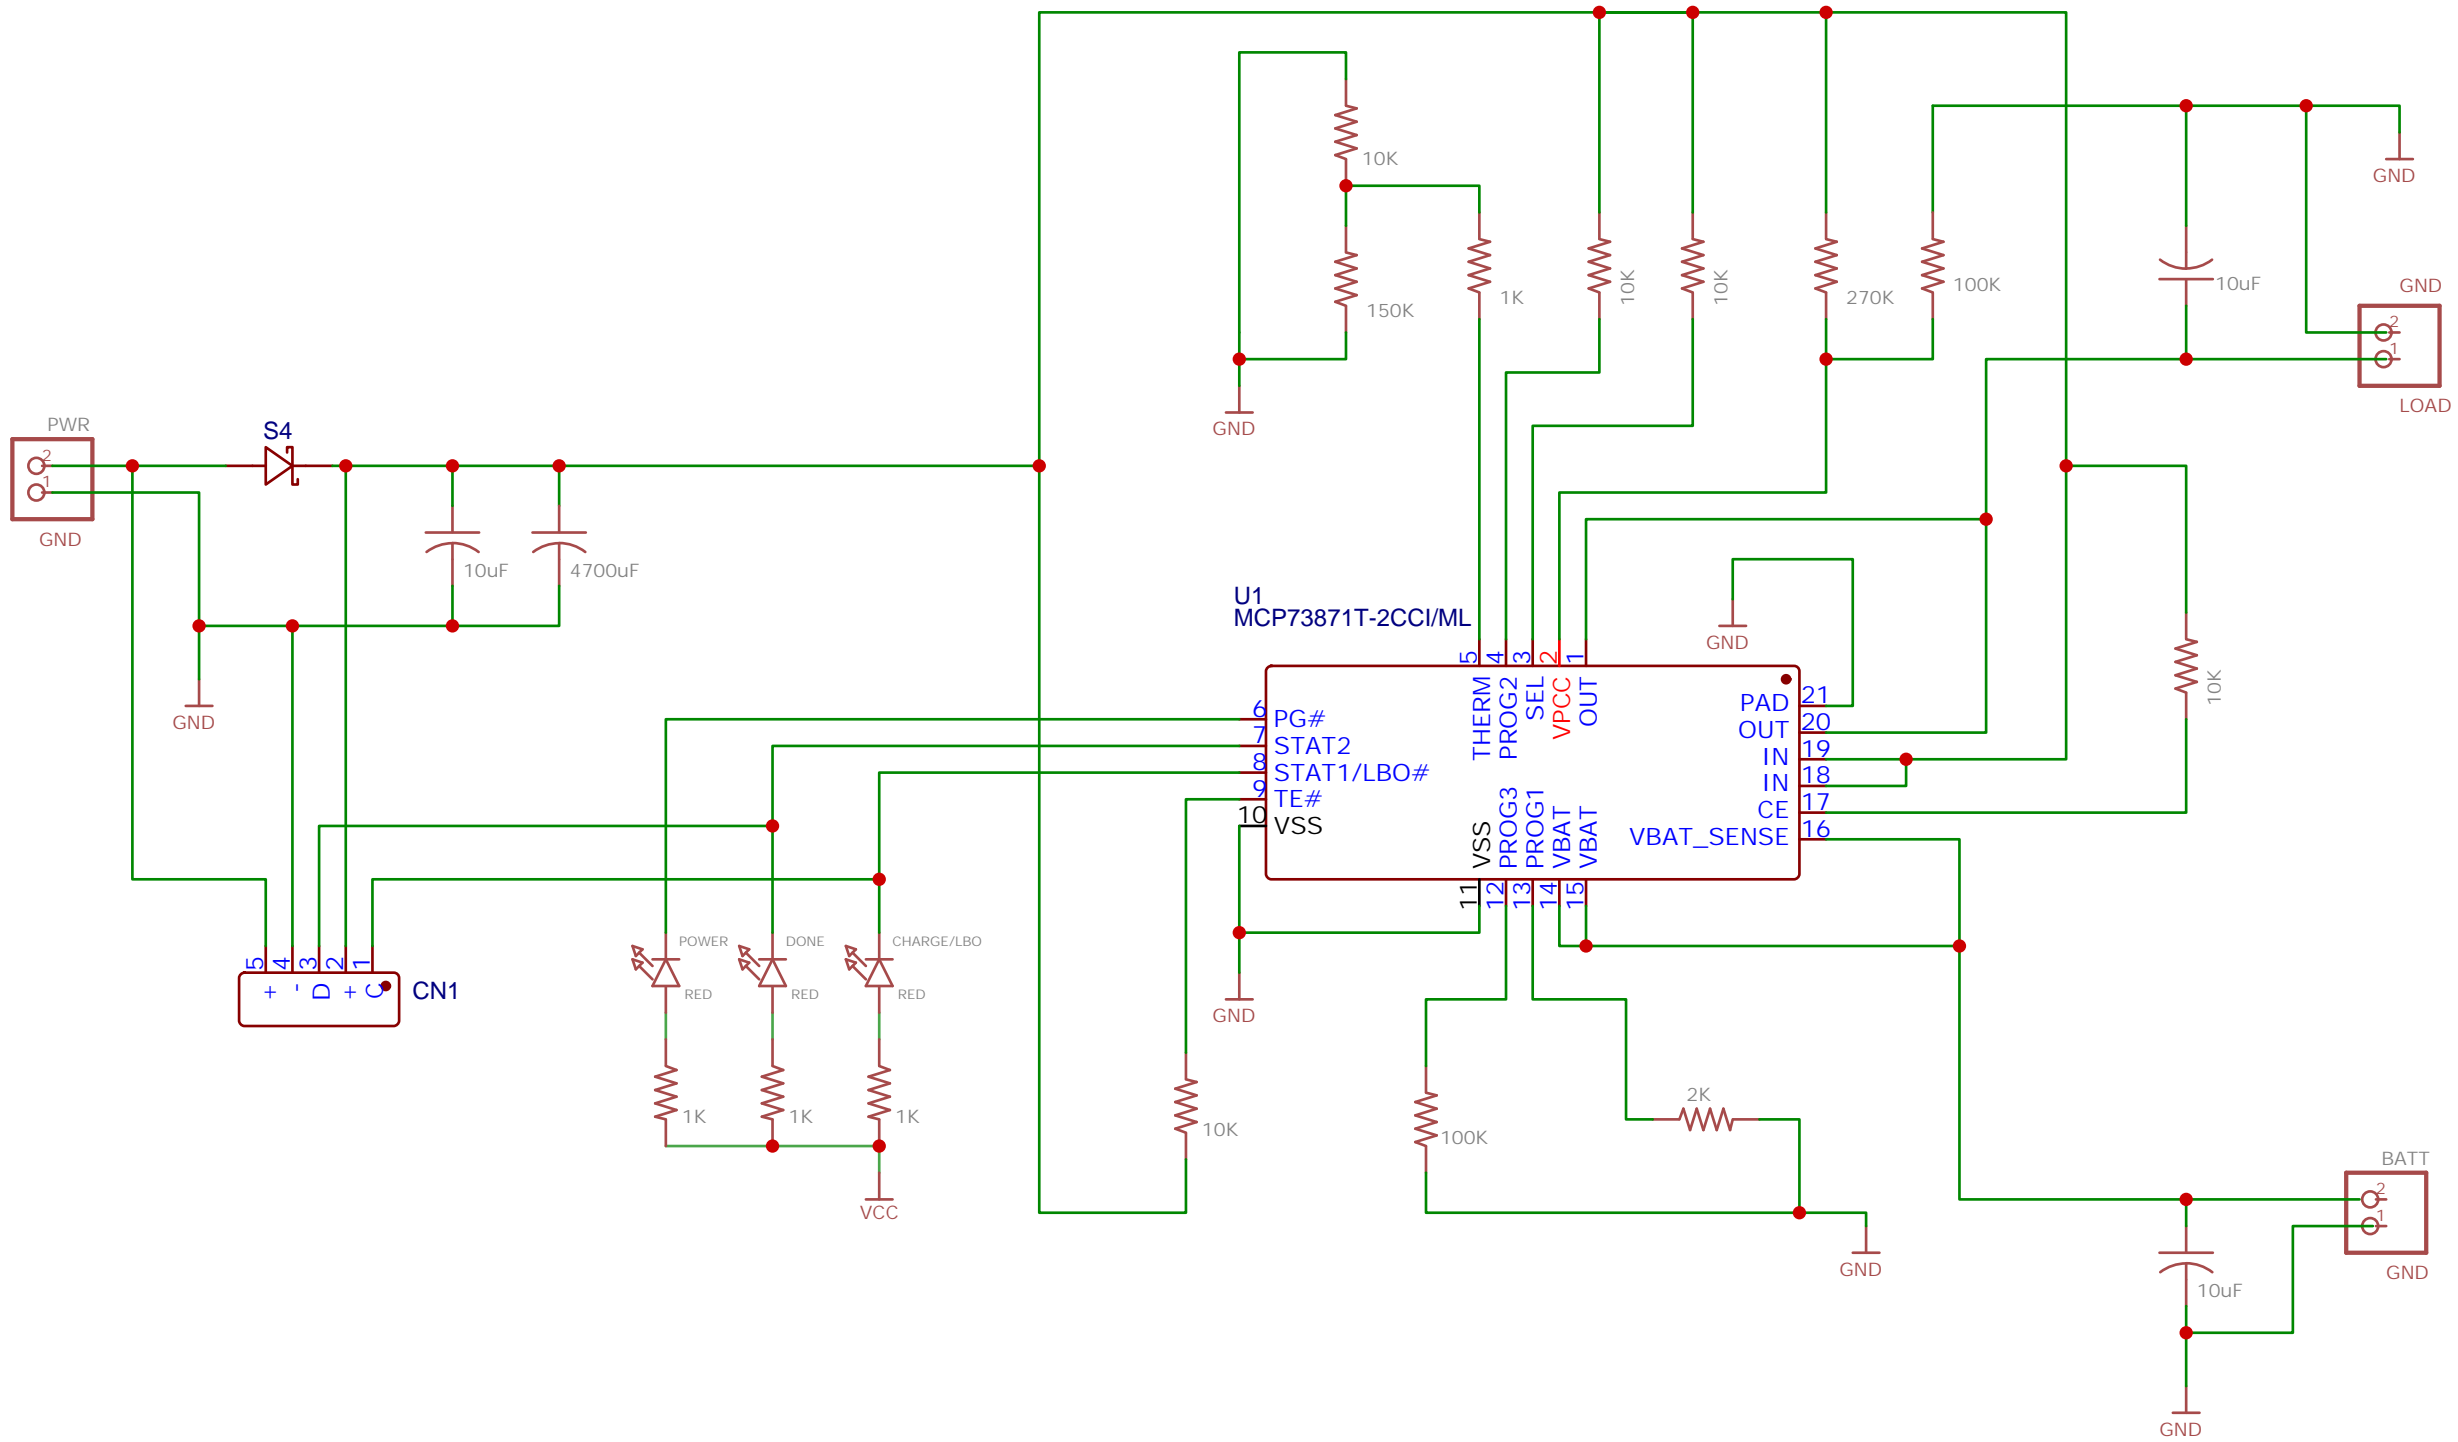 10K
GND
150K
1K
10K
10K
270K
100K
10uF
GND
2
1
LOAD
PWR
2
1
GND
S4
10uF
4700uF
GND
GND
U1
MCP73871T-2CCI/ML
GND
10K
5
4
3
2
1
THERM
PROG2
SEL
VPCC
OUT
6 PG#
7 STAT2
8 STAT1/LBO#
9 TE#
10 VSS
PAD 21
OUT 20
IN 19
IN 18
CE 17
VBAT_SENSE 16
VSS
PROG3
PROG1
VBAT
VBAT
11
12
13
14
15
5
4
3
2
1
+
-
D
+
C
CN1
POWER
RED
DONE
RED
CHARGE/LBO
RED
GND
1K
1K
1K
VCC
10K
100K
2K
GND
BATT
2
1
GND
10uF
GND